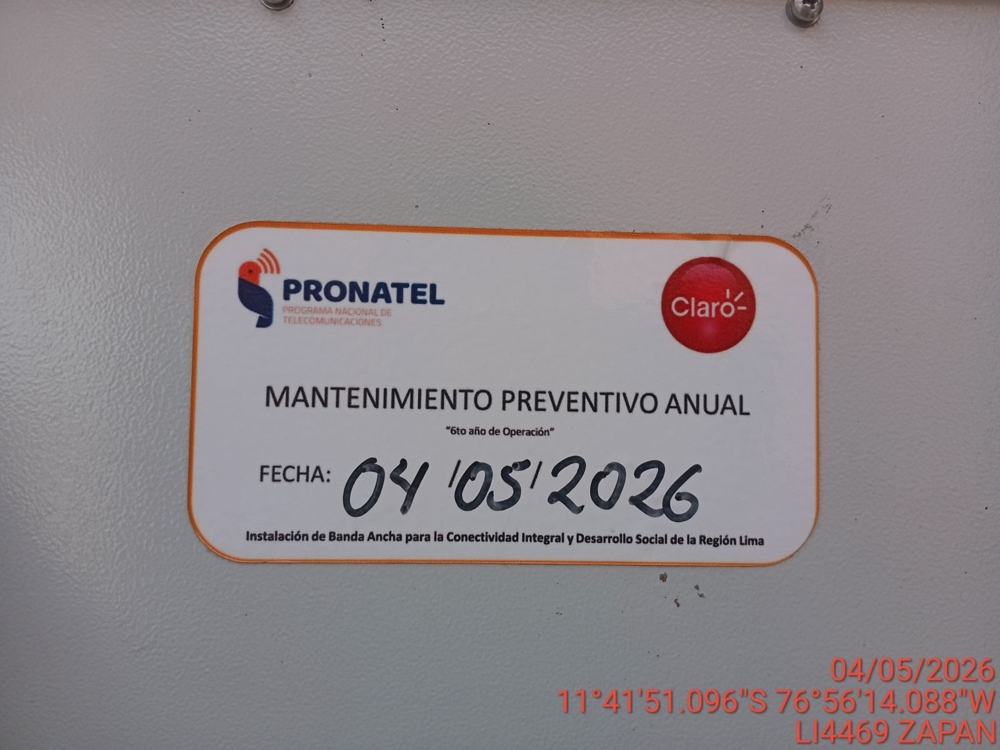 PRONATEL
PROGRAMA NACIONAL DE
TELECOMUNICACIONES
Claro
MANTENIMIENTO PREVENTIVO ANUAL
"6to año de Operación"
FECHA: 04/05/2026
Instalación de Banda Ancha para la Conectividad Integral y Desarrollo Social de la Región Lima
04/05/2026
11°41'51.096"S 76°56'14.088"W
LI4469 ZAPAN